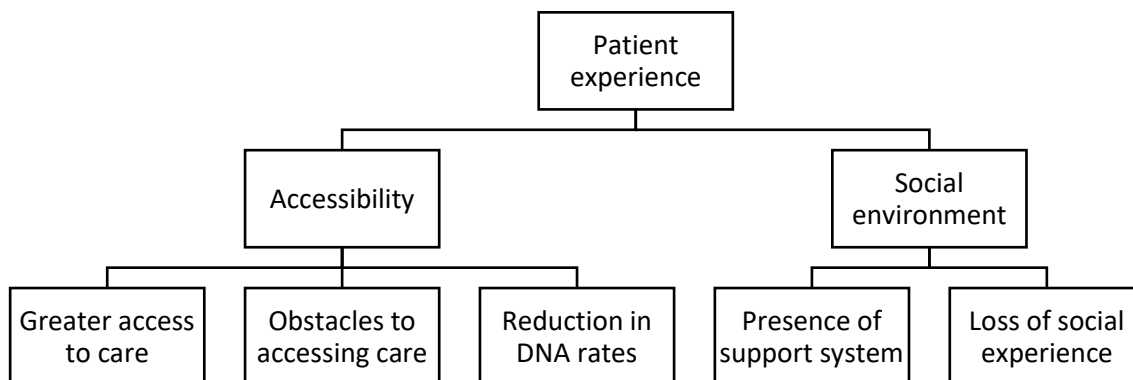 Patient
experience
Accessibility
Social
environment
Greater access
to care
Obstacles to
accessing care
Reduction in
DNA rates
Presence of
support system
Loss of social
experience